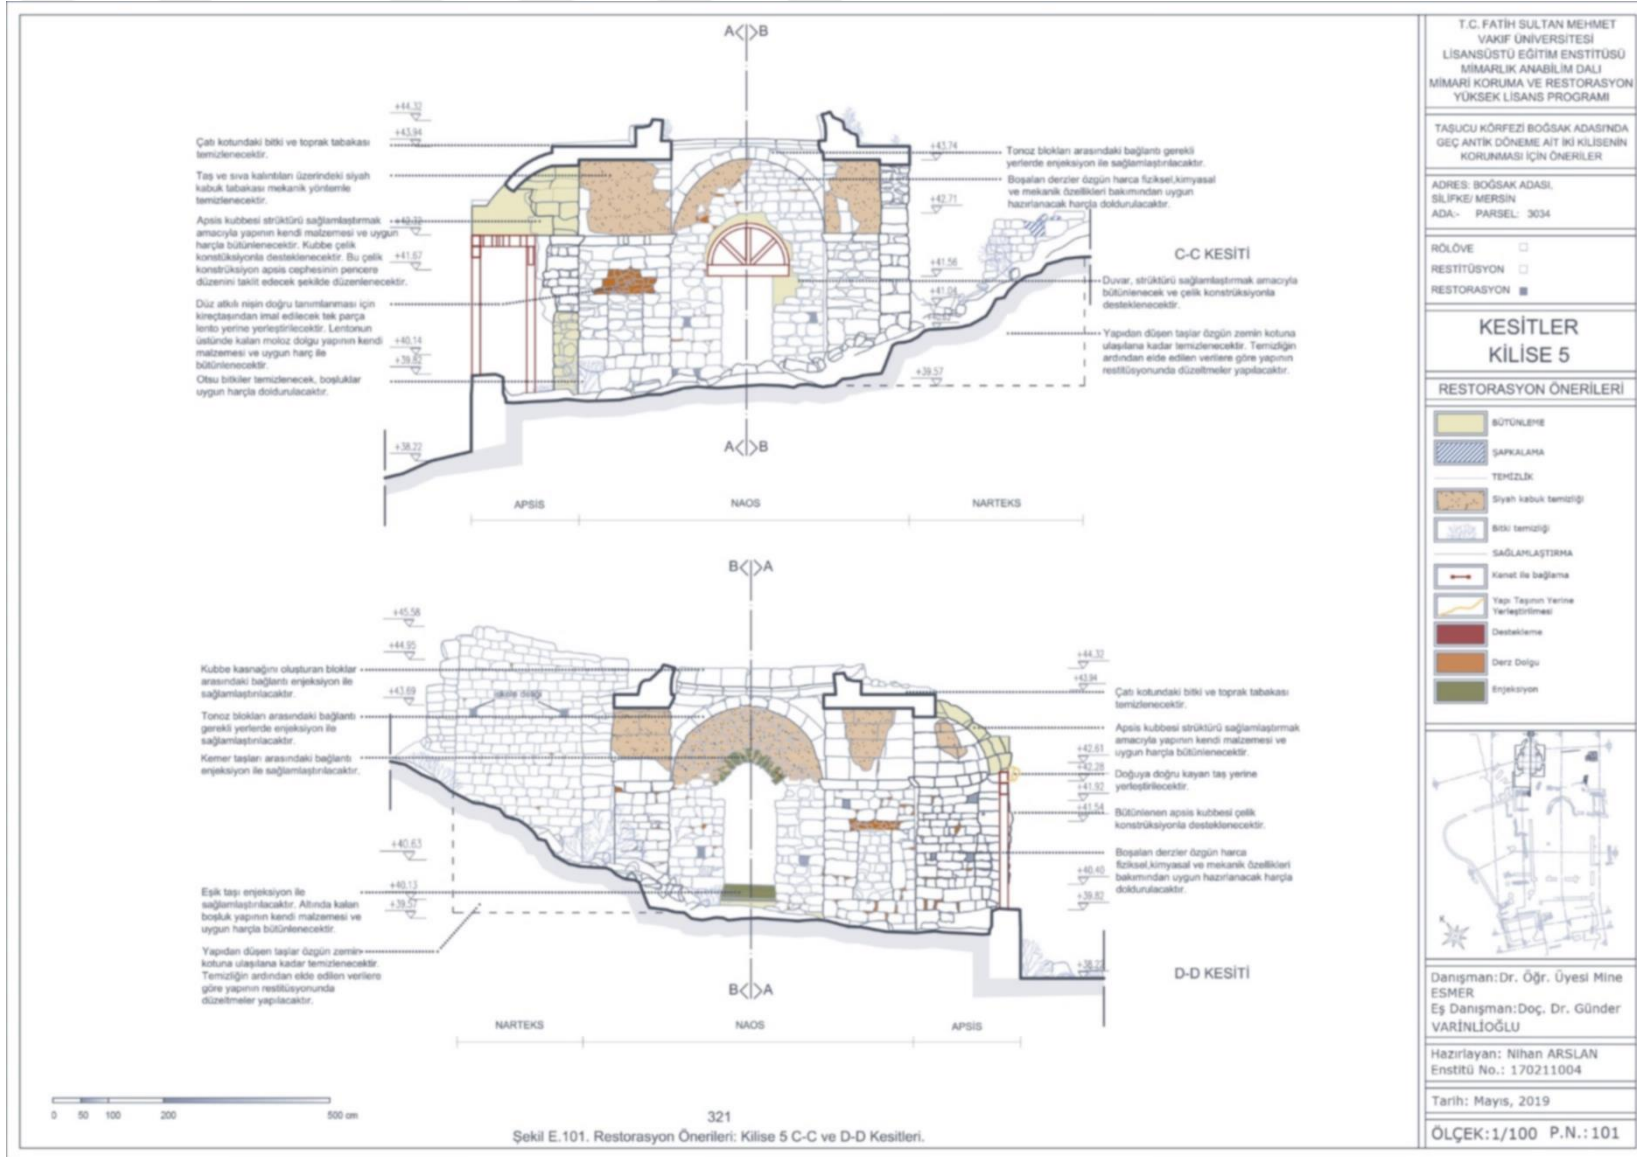 A B
+44.32
+43.94
Çatı kotundaki bitki ve toprak tabakası
temizlenecektir.
Taş ve sıva kalıntıları üzerindeki siyah
kabuk tabakası mekanik yöntemle
temizlenecektir.
Apsis kubbesi strüktürü sağlamlaştırmak
amacıyla yapının kendi malzemesi ve uygun
harçla bütünlenecektir. Kubbe çelik
konstüksiyonla desteklenecektir. Bu çelik
konstrüksiyon apsis cephesinin pencere
düzenini taklit edecek şekilde düzenlenecektir.
+41.67
Düz atkılı nişin doğru tanımlanması için
kireçtaşından imal edilecek tek parça
lento yerine yerleştirilecektir. Lentonun
üstünde kalan moloz dolgu yapının kendi
malzemesi ve uygun harç ile
bütünlenecektir.
+40.14
+39.82
Otsu bitkiler temizlenecek, boşluklar
uygun harçla doldurulacaktır.
+38.22
+43.74
Tonoz blokları arasındaki bağlantı gerekli
yerlerde enjeksiyon ile sağlamlaştırılacaktır.
Boşalan derzler özgün harca fiziksel,kimyasal
ve mekanik özellikleri bakımından uygun
hazırlanacak harçla doldurulacaktır.
+42.71
C-C KESİTİ
+41.56
+41.04
Duvar, strüktürü sağlamlaştırmak amacıyla
bütünlenecek ve çelik konstrüksiyonla
desteklenecektir.
Yapıdan düşen taşlar özgün zemin kotuna
ulaşılana kadar temizlenecektir. Temizliğin
ardından elde edilen verilere göre yapının
restitüsyonunda düzeltmeler yapılacaktır.
+39.57
A B
APSİS NAOS NARTEKS
B A
+45.58
+44.95
Kubbe kasnağını oluşturan bloklar
arasındaki bağlantı enjeksiyon ile
sağlamlaştırılacaktır.
+43.69
Tonoz blokları arasındaki bağlantı
gerekli yerlerde enjeksiyon ile
sağlamlaştırılacaktır.
Kemer taşları arasındaki bağlantı
enjeksiyon ile sağlamlaştırılacaktır.
+40.63
Eşik taşı enjeksiyon ile
sağlamlaştırılacaktır. Altında kalan
boşluk yapının kendi malzemesi ve
uygun harçla bütünlenecektir.
+40.13
+39.57
Yapıdan düşen taşlar özgün zemin
kotuna ulaşılana kadar temizlenecektir.
Temizliğin ardından elde edilen verilere
göre yapının restitüsyonunda
düzeltmeler yapılacaktır.
+44.32
+43.94
Çatı kotundaki bitki ve toprak tabakası
temizlenecektir.
Apsis kubbesi strüktürü sağlamlaştırmak
amacıyla yapının kendi malzemesi ve
uygun harçla bütünlenecektir.
+42.61
+42.28
Doğuya doğru kayan taş yerine
yerleştirilecektir.
+41.92
+41.54
Bütünlenen apsis kubbesi çelik
konstrüksiyonla desteklenecektir.
Boşalan derzler özgün harca
fiziksel,kimyasal ve mekanik özellikleri
bakımından uygun hazırlanacak harçla
doldurulacaktır.
+40.40
+39.82
+38.22
D-D KESİTİ
B A
NARTEKS NAOS APSİS
0 50 100 200 500 cm
321
Şekil E.101. Restorasyon Önerileri: Kilise 5 C-C ve D-D Kesitleri.
T.C. FATİH SULTAN MEHMET
VAKIF ÜNİVERSİTESİ
LİSANSÜSTÜ EĞİTİM ENSTİTÜSÜ
MİMARLIK ANABİLİM DALI
MİMARİ KORUMA VE RESTORASYON
YÜKSEK LİSANS PROGRAMI
TAŞUCU KÖRFEZİ BOĞSAK ADASI'NDA
GEÇ ANTİK DÖNEME AİT İKİ KİLİSENİN
KORUNMASI İÇİN ÖNERİLER
ADRES: BOĞSAK ADASI,
SİLİFKE/ MERSİN
ADA:- PARSEL: 3034
RÖLÖVE
RESTİTÜSYON
RESTORASYON
KESİTLER
KİLİSE 5
RESTORASYON ÖNERİLERİ
BÜTÜNLEME
ŞAPKALAMA
TEMİZLİK
Siyah kabuk temizliği
Bitki temizliği
SAĞLAMLAŞTIRMA
Kenet ile bağlama
Yapı Taşının Yerine
Yerleştirilmesi
Destekleme
Derz Dolgu
Enjeksiyon
K
Danışman:Dr. Öğr. Üyesi Mine
ESMER
Eş Danışman:Doç. Dr. Günder
VARİNLİOĞLU
Hazırlayan: Nihan ARSLAN
Enstitü No.: 170211004
Tarih: Mayıs, 2019
ÖLÇEK:1/100 P.N.:101